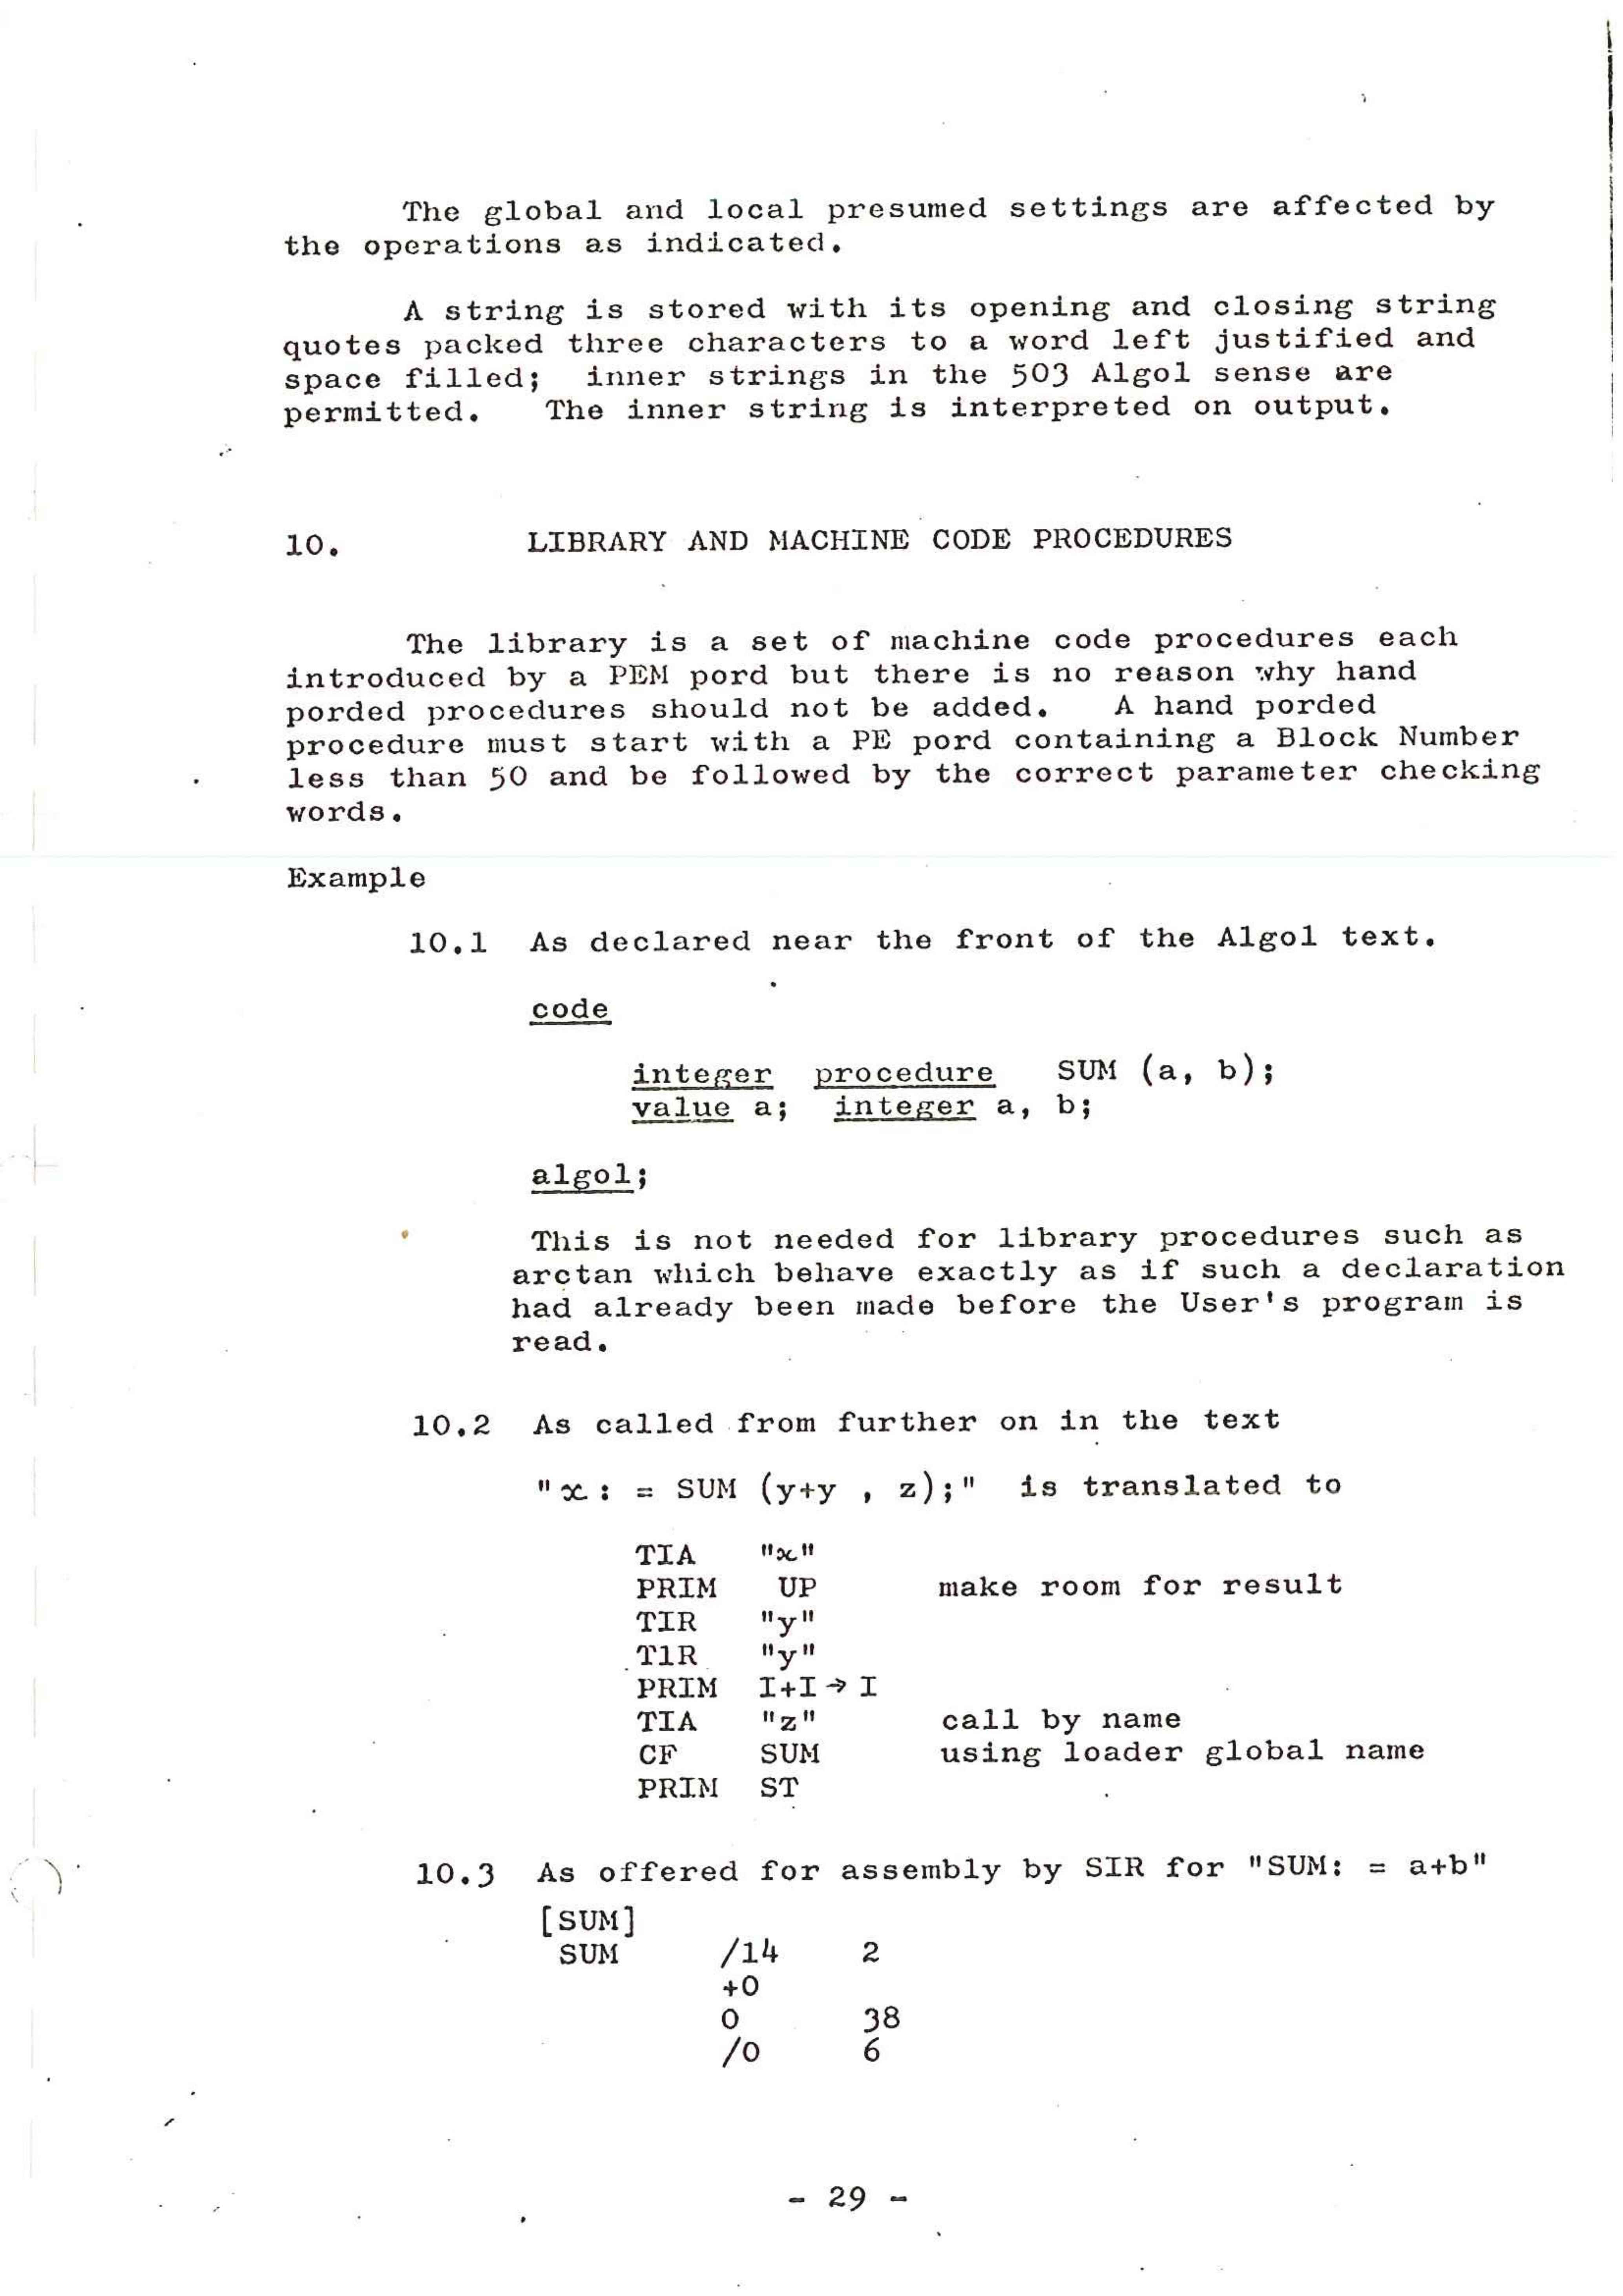 The global and local presumed settings are affected by
the operations as indicated.
A string is stored with its opening and closing string
quotes packed three characters to a word left justified and
space filled; inner strings in the 503 Algol sense are
permitted. The inner string is interpreted on output.
10. LIBRARY AND MACHINE CODE PROCEDURES
The library is a set of machine code procedures each
introduced by a PEM pord but there is no reason why hand
porded procedures should not be added. A hand porded
procedure must start with a PE pord containing a Block Number
less than 50 and be followed by the correct parameter checking
words.
Example
10.1 As declared near the front of the Algol text.
code
integer procedure SUM (a, b);
value a; integer a, b;
algol;
This is not needed for library procedures such as
arctan which behave exactly as if such a declaration
had already been made before the User's program is
read.
10.2 As called from further on in the text
"x: = SUM (y+y , z);" is translated to
TIA "x"
PRIM UP make room for result
TIR "y"
T1R "y"
PRIM I+I→I
TIA "z" call by name
CF SUM using loader global name
PRIM ST
10.3 As offered for assembly by SIR for "SUM: = a+b"
[SUM]
SUM /14 2
+0
0 38
/0 6
- 29 -